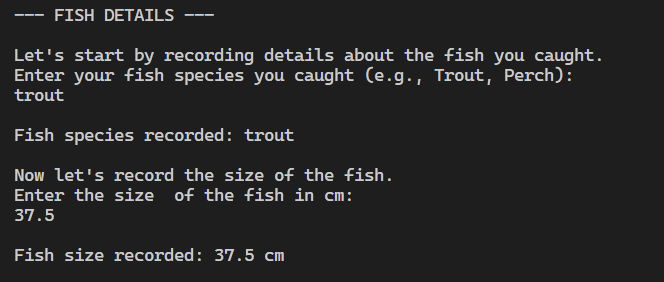 --- FISH DETAILS ---
Let's start by recording details about the fish you caught.
Enter your fish species you caught (e.g., Trout, Perch):
trout
Fish species recorded: trout
Now let's record the size of the fish.
Enter the size  of the fish in cm:
37.5
Fish size recorded: 37.5 cm